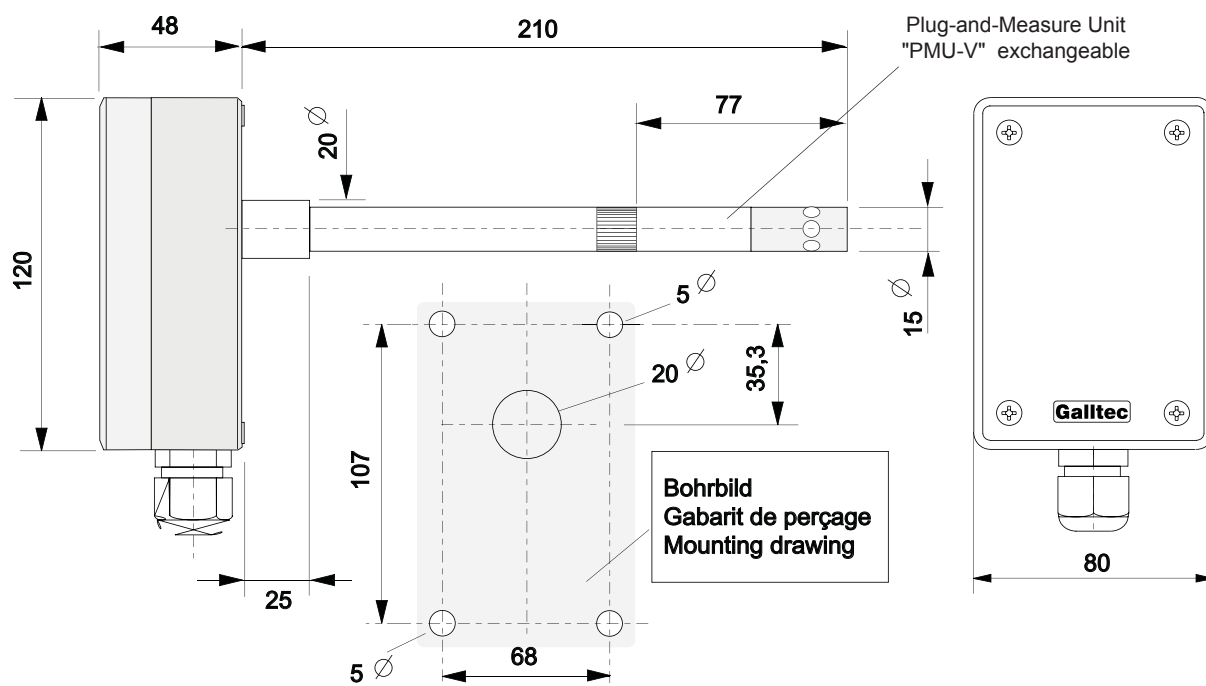 48
210
Plug-and-Measure Unit
"PMU-V" exchangeable
77
Ø 20
120
5 Ø
Ø 15
20 Ø
35,3
Galltec
107
Bohrbild
Gabarit de perçage
Mounting drawing
80
25
5 Ø
68